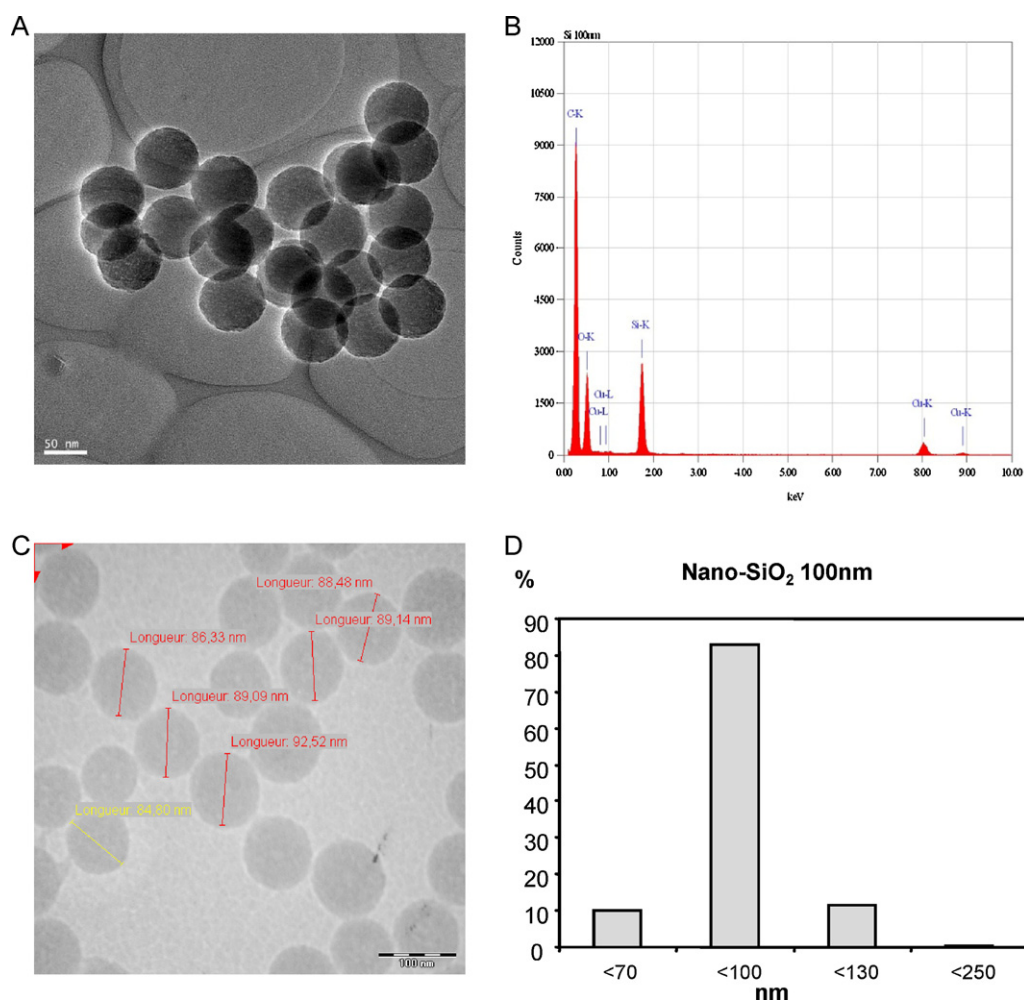 A
50 nm
B
Si 100nm
12000
10500
9000
7500
6000
4500
3000
1500
0
Counts
C-K
O-K
Cu-L
Cu-L
Si-K
Cu-K
Cu-K
0.00 1.00 2.00 3.00 4.00 5.00 6.00 7.00 8.00 9.00 10.00
keV
C
Longueur: 88,48 nm
Longueur: 89,14 nm
Longueur: 86,33 nm
Longueur: 89,09 nm
Longueur: 92,52 nm
Longueur: 84,80 nm
100 nm
D
%
Nano-SiO₂ 100nm
90
80
70
60
50
40
30
20
10
0
<70 <100 <130 <250
nm